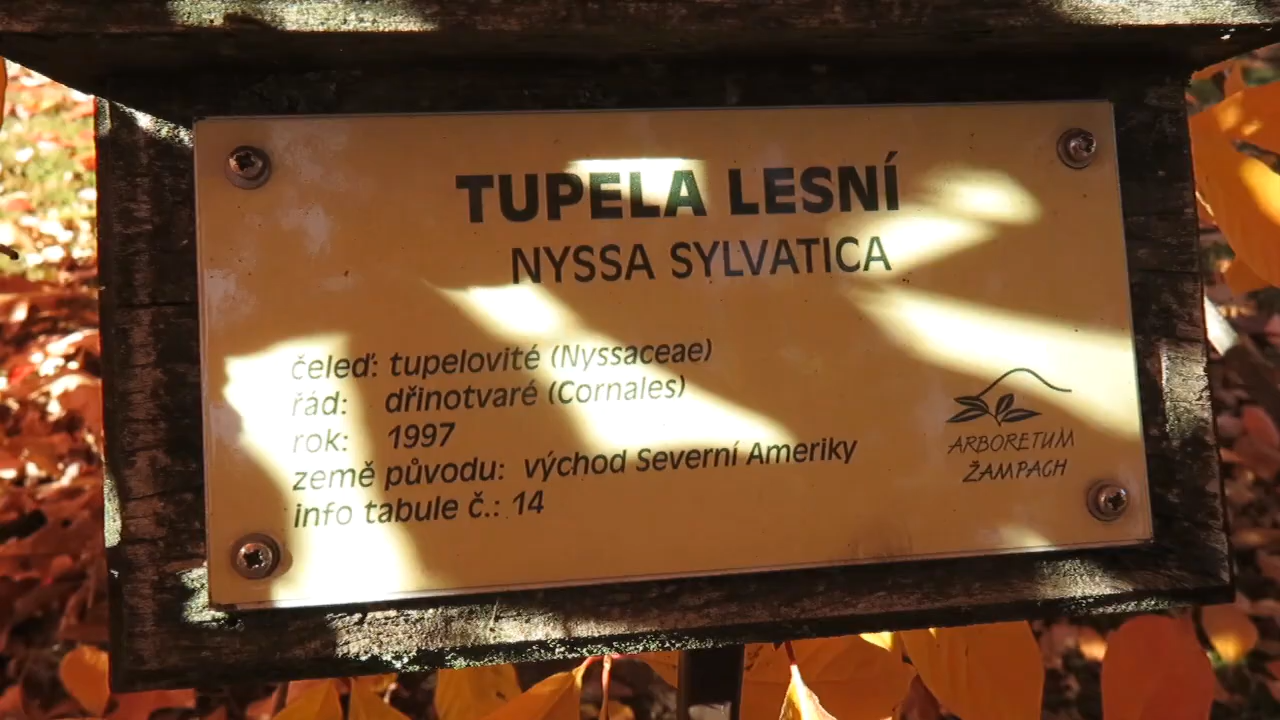 TUPELA LESNÍ
NYSSA SYLVATICA
čeleď: tupelovité (Nyssaceae)
řád: dřinotvaré (Cornales)
rok: 1997
země původu: východ Severní Ameriky
info tabule č.: 14
ARBORETUM
ŽAMPACH